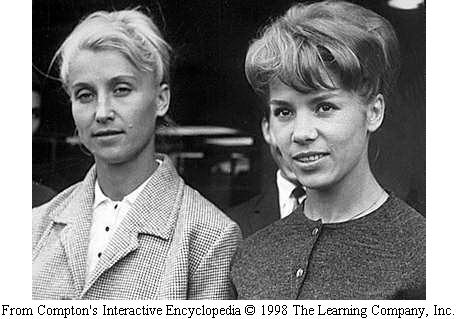 From Compton's Interactive Encyclopedia © 1998 The Learning Company, Inc.